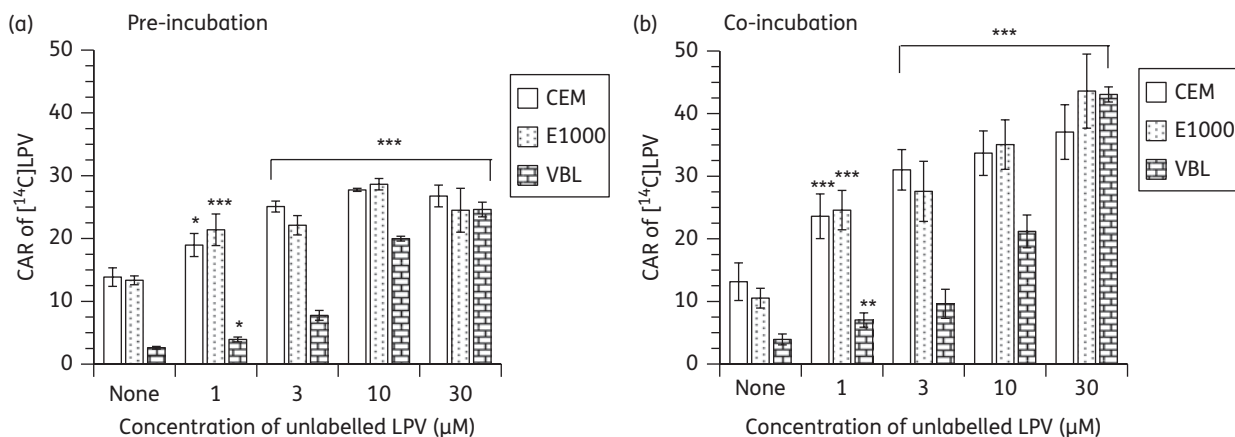 (a) Pre-incubation
50
40
30
20
10
0
CAR of [¹⁴C]LPV
* ***
*
***
CEM
E1000
VBL
None 1 3 10 30
Concentration of unlabelled LPV (µM)
(b) Co-incubation
50
40
30
20
10
0
CAR of [¹⁴C]LPV
*** ***
**
***
CEM
E1000
VBL
None 1 3 10 30
Concentration of unlabelled LPV (µM)